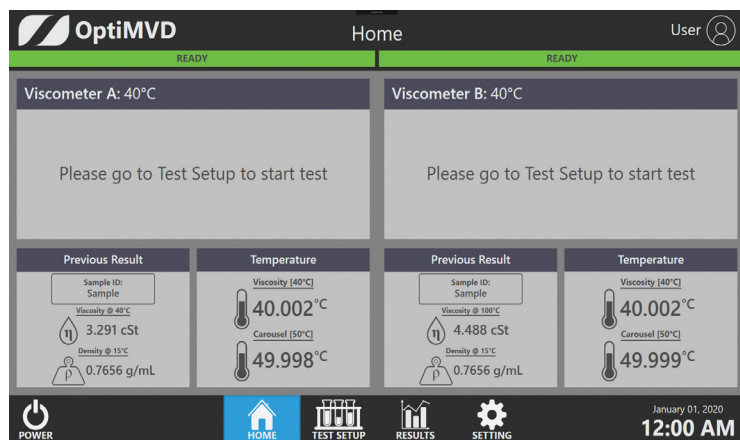 OptiMVD
Home
User
READY
READY
Viscometer A: 40°C
Please go to Test Setup to start test
Previous Result
Sample ID:
Sample
Viscosity @ 40°C
η
3.291 cSt
Density @ 15°C
ρ
0.7656 g/mL
Temperature
Viscosity [40°C]
40.002°C
Carousel [50°C]
49.998°C
Viscometer B: 40°C
Please go to Test Setup to start test
Previous Result
Sample ID:
Sample
Viscosity @ 100°C
η
4.488 cSt
Density @ 15°C
ρ
0.7656 g/mL
Temperature
Viscosity [40°C]
40.002°C
Carousel [50°C]
49.999°C
POWER
HOME
TEST SETUP
RESULTS
SETTING
January 01, 2020
12:00 AM